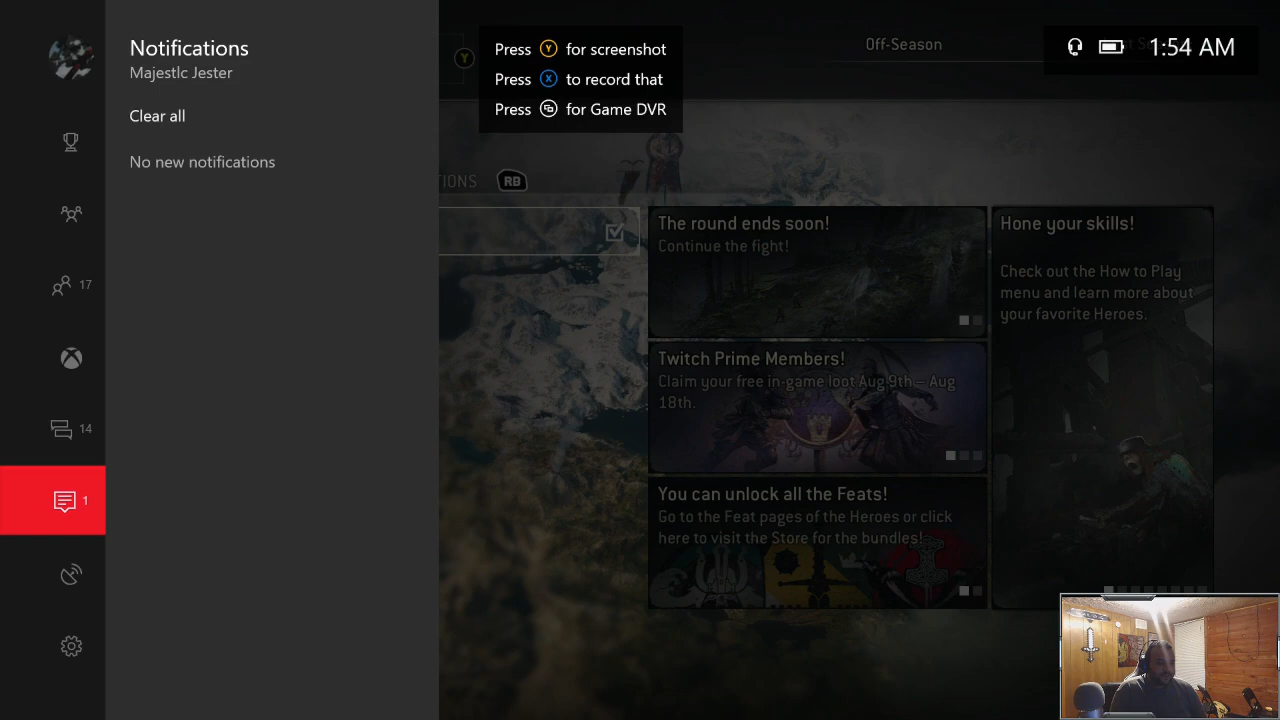 Notifications
Majestlc Jester
Clear all
No new notifications
17
14
1
Y
Press Y for screenshot
Press X to record that
Press for Game DVR
Off-Season
1:54 AM
IONS
RB
The round ends soon!
Continue the fight!
Twitch Prime Members!
Claim your free in-game loot Aug 9th – Aug
18th.
You can unlock all the Feats!
Go to the Feat pages of the Heroes or click
here to visit the Store for the bundles!
Hone your skills!
Check out the How to Play
menu and learn more about
your favorite Heroes.